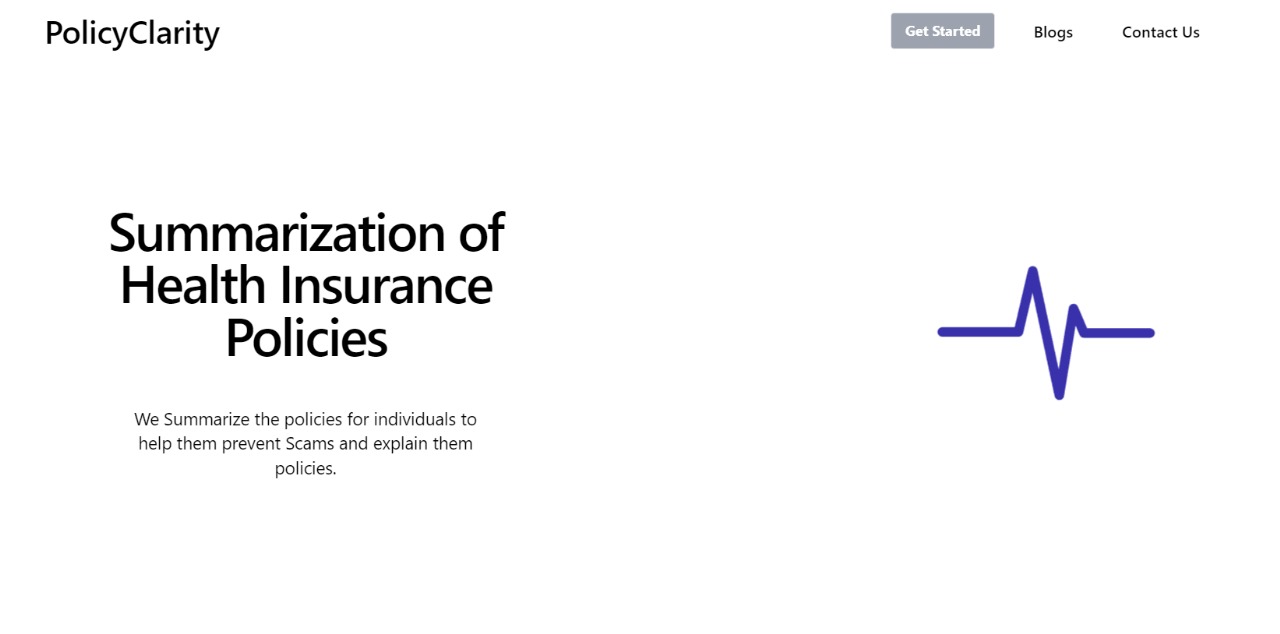 PolicyClarity
Get Started
Blogs
Contact Us
Summarization of
Health Insurance
Policies
We Summarize the policies for individuals to
help them prevent Scams and explain them
policies.